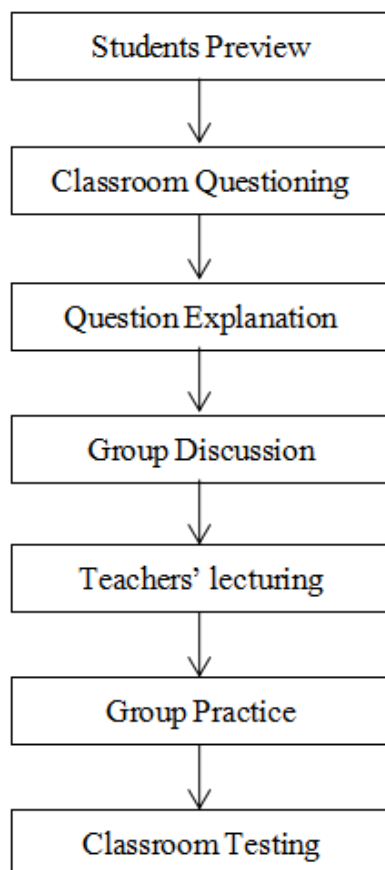 Students Preview
Classroom Questioning
Question Explanation
Group Discussion
Teachers’ lecturing
Group Practice
Classroom Testing